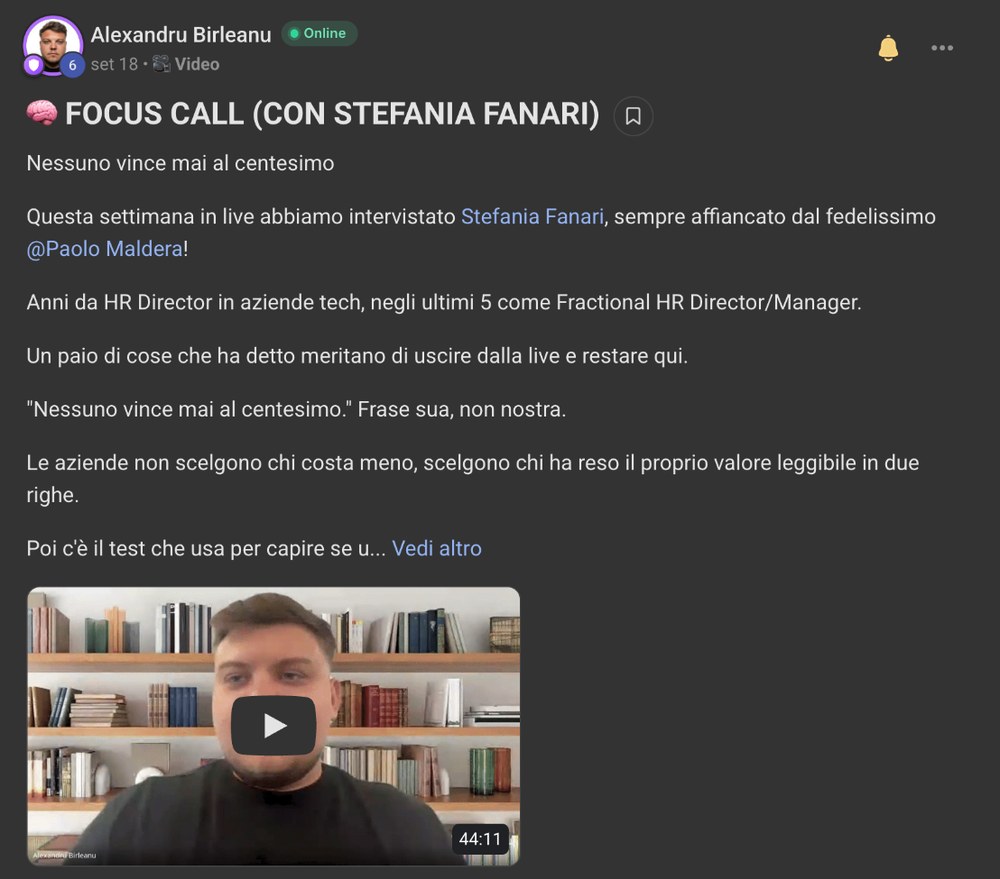 Alexandru Birleanu Online
6 set 18 • Video
FOCUS CALL (CON STEFANIA FANARI)
Nessuno vince mai al centesimo
Questa settimana in live abbiamo intervistato Stefania Fanari, sempre affiancato dal fedelissimo
@Paolo Maldera!
Anni da HR Director in aziende tech, negli ultimi 5 come Fractional HR Director/Manager.
Un paio di cose che ha detto meritano di uscire dalla live e restare qui.
"Nessuno vince mai al centesimo." Frase sua, non nostra.
Le aziende non scelgono chi costa meno, scelgono chi ha reso il proprio valore leggibile in due
righe.
Poi c'è il test che usa per capire se u... Vedi altro
44:11
Alexandru Birleanu